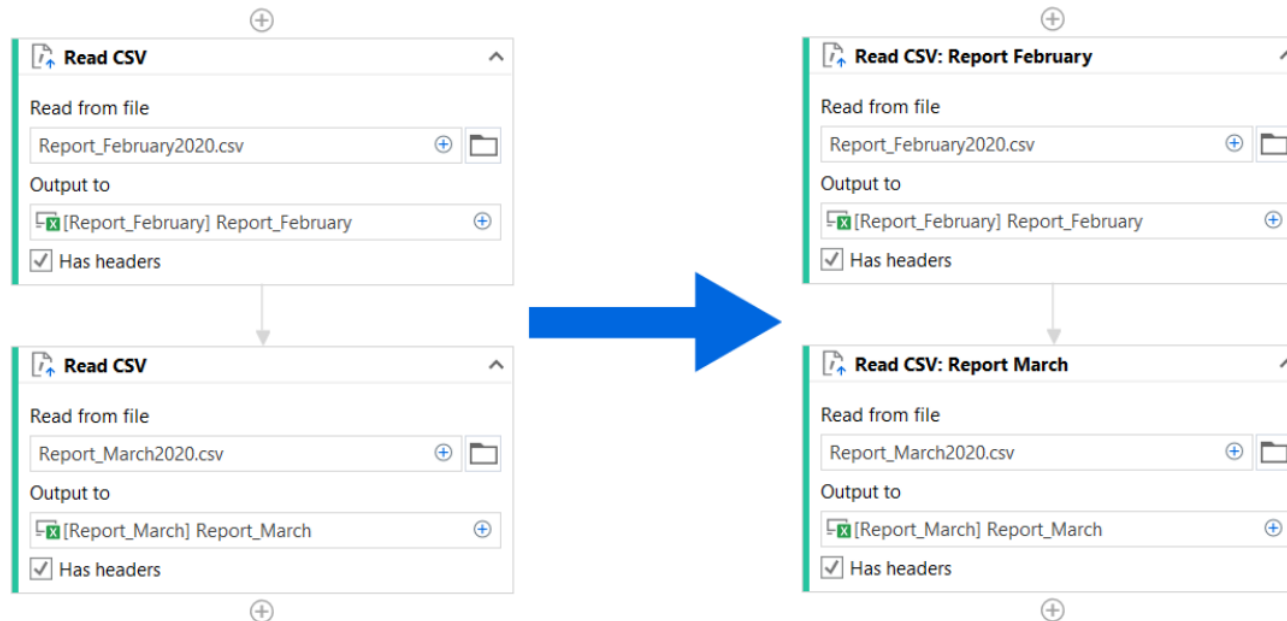 Read CSV
Read from file
Report_February2020.csv
Output to
[Report_February] Report_February
Has headers
Read CSV
Read from file
Report_March2020.csv
Output to
[Report_March] Report_March
Has headers
Read CSV: Report February
Read from file
Report_February2020.csv
Output to
[Report_February] Report_February
Has headers
Read CSV: Report March
Read from file
Report_March2020.csv
Output to
[Report_March] Report_March
Has headers